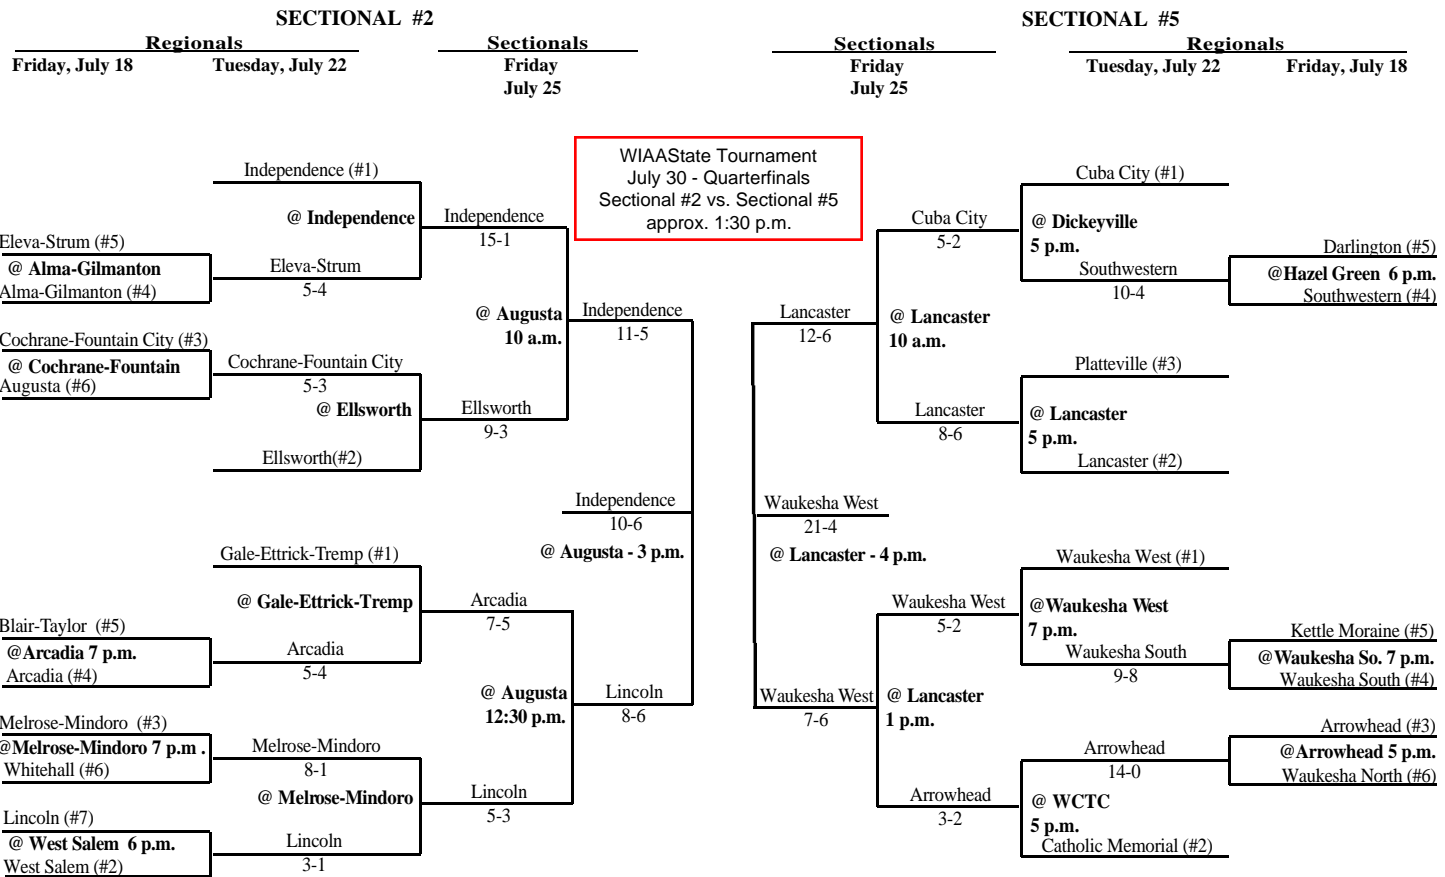 SECTIONAL #2
Regionals
Sectionals
Friday, July 18
Tuesday, July 22
Friday
July 25
SECTIONAL #5
Sectionals
Regionals
Friday
July 25
Tuesday, July 22
Friday, July 18
WIAAState Tournament
July 30 - Quarterfinals
Sectional #2 vs. Sectional #5
approx. 1:30 p.m.
Independence (#1)
@ Independence
Independence
15-1
Eleva-Strum (#5)
@ Alma-Gilmanton
Alma-Gilmanton (#4)
Eleva-Strum
5-4
@ Augusta
10 a.m.
Independence
11-5
Cochrane-Fountain City (#3)
@ Cochrane-Fountain
Augusta (#6)
Cochrane-Fountain City
5-3
@ Ellsworth
Ellsworth
9-3
Ellsworth(#2)
Independence
10-6
@ Augusta - 3 p.m.
Gale-Ettrick-Tremp (#1)
@ Gale-Ettrick-Tremp
Arcadia
7-5
Blair-Taylor (#5)
@Arcadia 7 p.m.
Arcadia (#4)
Arcadia
5-4
@ Augusta
12:30 p.m.
Lincoln
8-6
Melrose-Mindoro (#3)
@Melrose-Mindoro 7 p.m .
Whitehall (#6)
Melrose-Mindoro
8-1
@ Melrose-Mindoro
Lincoln
5-3
Lincoln (#7)
@ West Salem 6 p.m.
West Salem (#2)
Lincoln
3-1
Cuba City (#1)
Cuba City
5-2
@ Dickeyville
5 p.m.
Darlington (#5)
@Hazel Green 6 p.m.
Southwestern (#4)
Southwestern
10-4
Lancaster
12-6
@ Lancaster
10 a.m.
Platteville (#3)
Lancaster
8-6
@ Lancaster
5 p.m.
Lancaster (#2)
Waukesha West
21-4
@ Lancaster - 4 p.m.
Waukesha West (#1)
Waukesha West
5-2
@Waukesha West
7 p.m.
Kettle Moraine (#5)
@Waukesha So. 7 p.m.
Waukesha South (#4)
Waukesha South
9-8
Waukesha West
7-6
@ Lancaster
1 p.m.
Arrowhead (#3)
@Arrowhead 5 p.m.
Waukesha North (#6)
Arrowhead
14-0
Arrowhead
3-2
@ WCTC
5 p.m.
Catholic Memorial (#2)